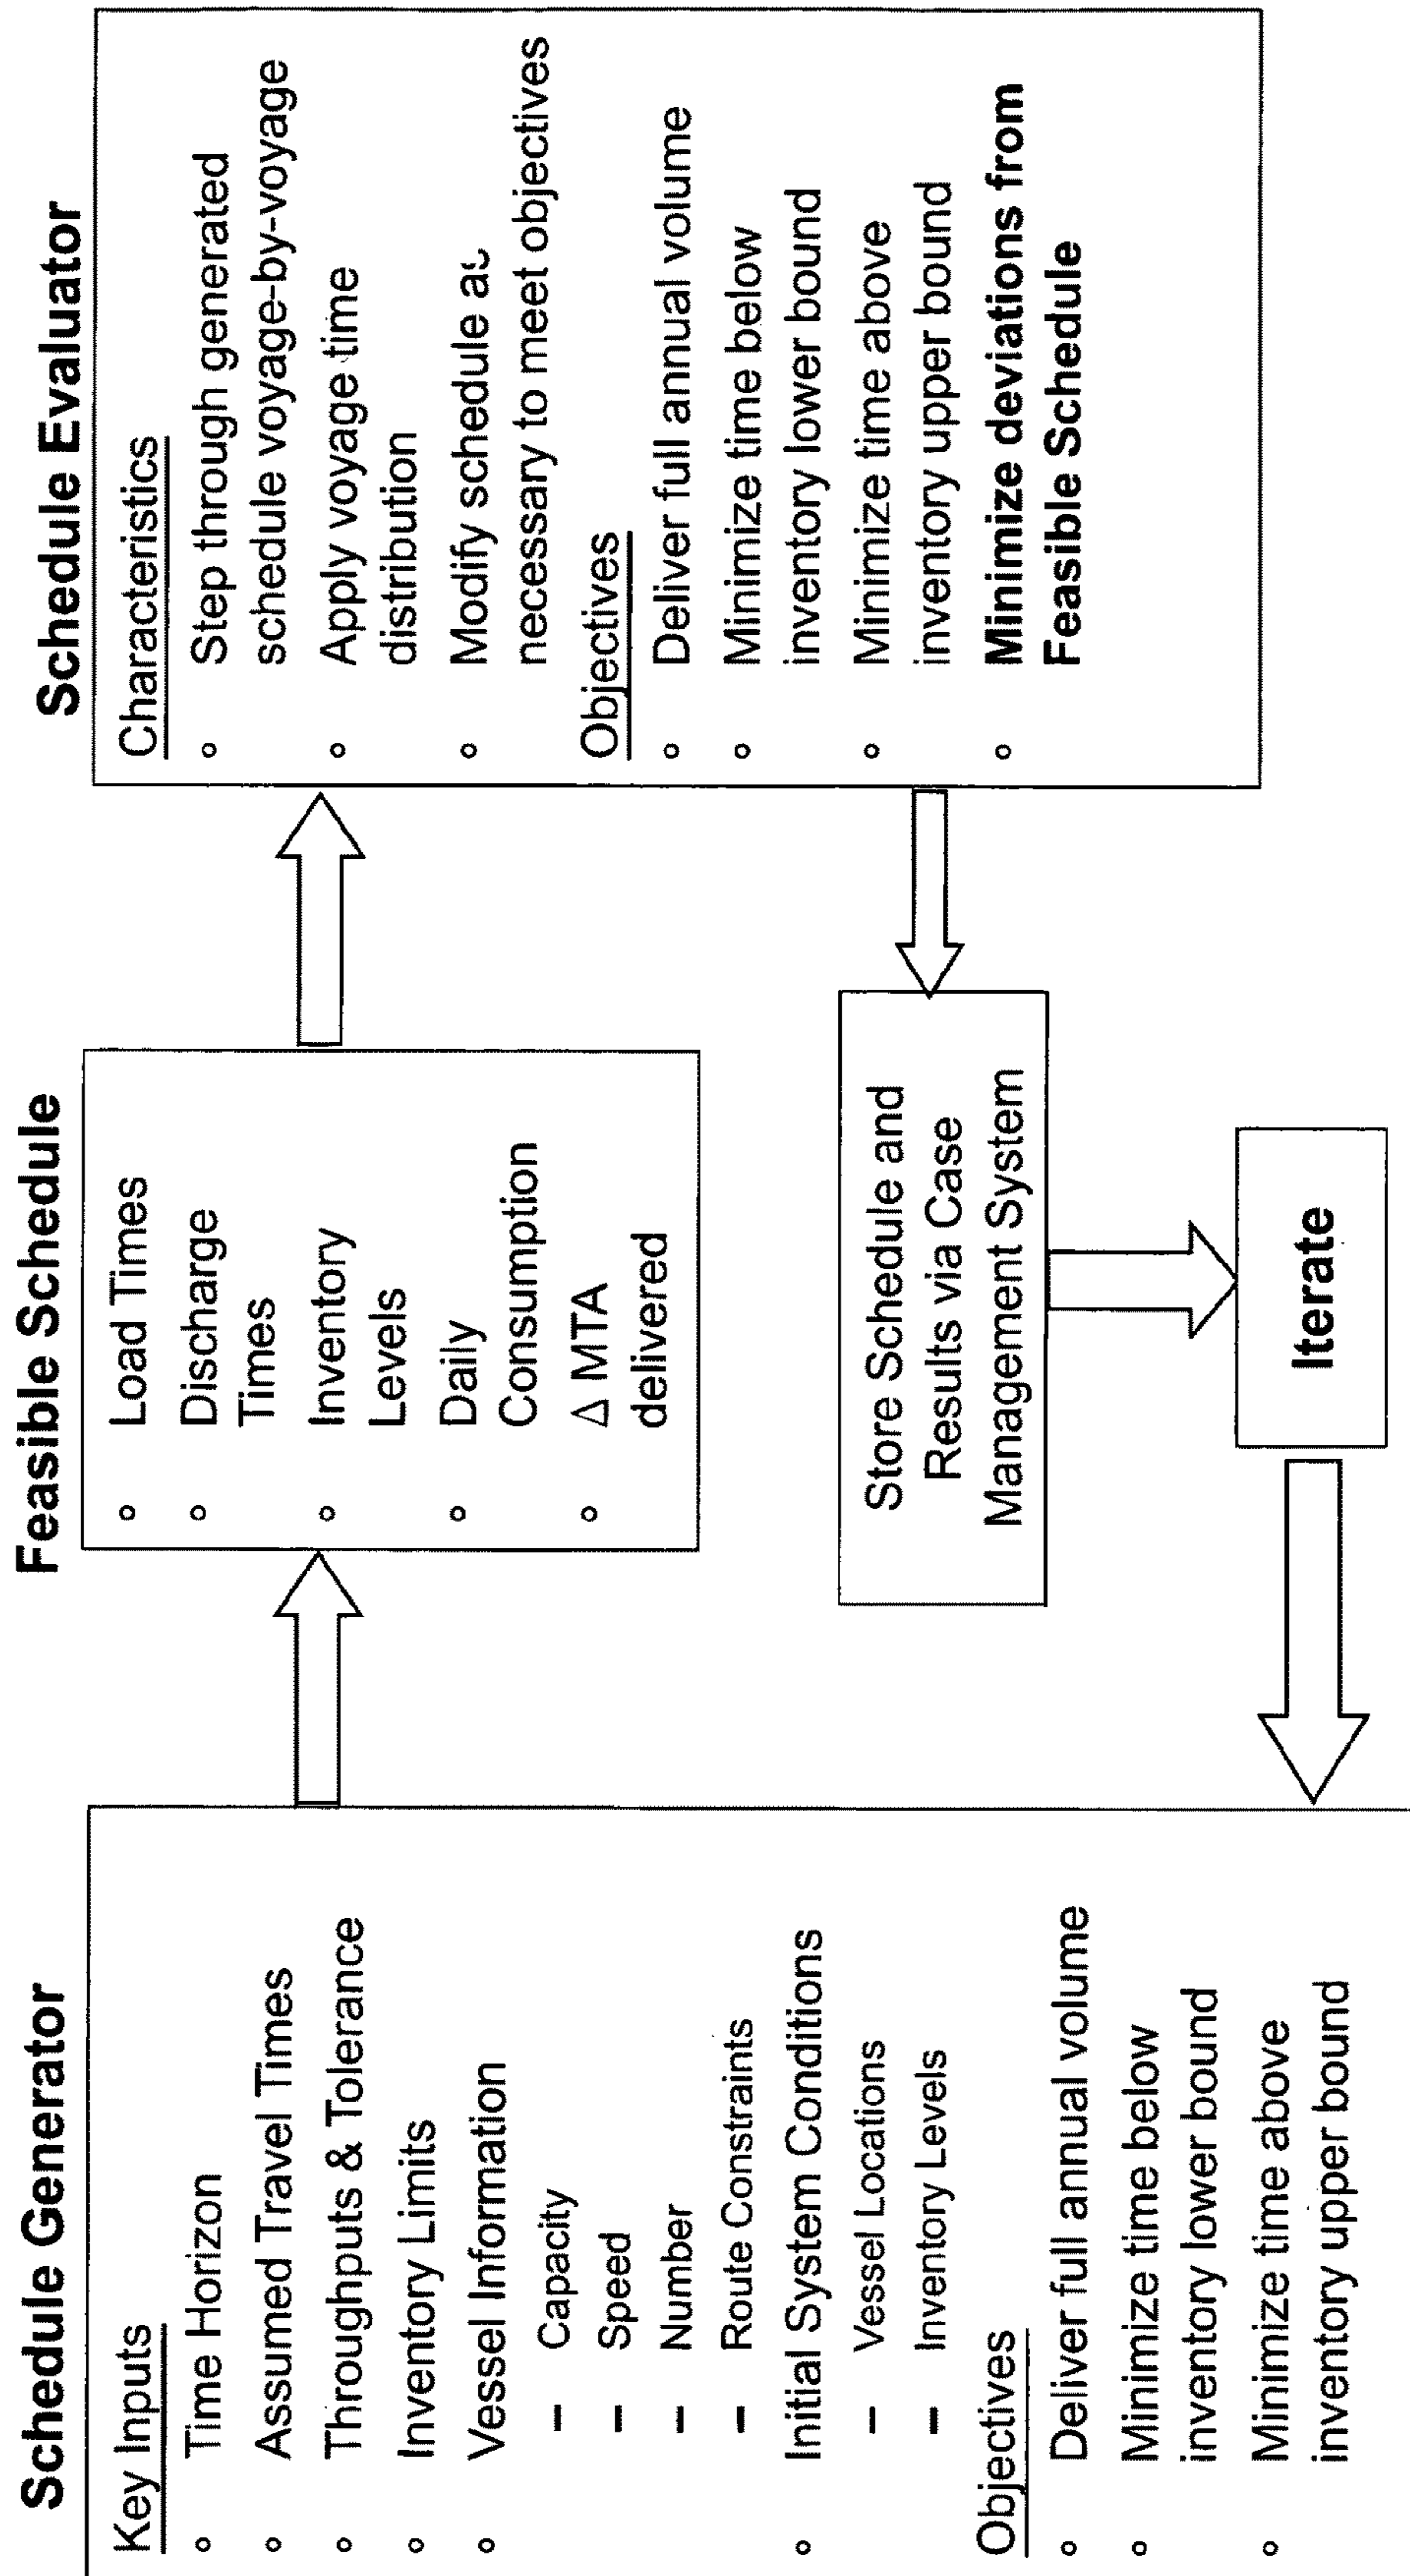 Schedule Generator
Key Inputs
° Time Horizon
° Assumed Travel Times
° Throughputs & Tolerance
° Inventory Limits
° Vessel Information
– Capacity
– Speed
– Number
– Route Constraints
° Initial System Conditions
– Vessel Locations
– Inventory Levels
Objectives
° Deliver full annual volume
° Minimize time below
inventory lower bound
° Minimize time above
inventory upper bound
Feasible Schedule
° Load Times
° Discharge
Times
° Inventory
Levels
° Daily
Consumption
° Δ MTA
delivered
Schedule Evaluator
Characteristics
° Step through generated
schedule voyage-by-voyage
° Apply voyage time
distribution
° Modify schedule as
necessary to meet objectives
Objectives
° Deliver full annual volume
° Minimize time below
inventory lower bound
° Minimize time above
inventory upper bound
° Minimize deviations from
Feasible Schedule
Store Schedule and
Results via Case
Management System
Iterate